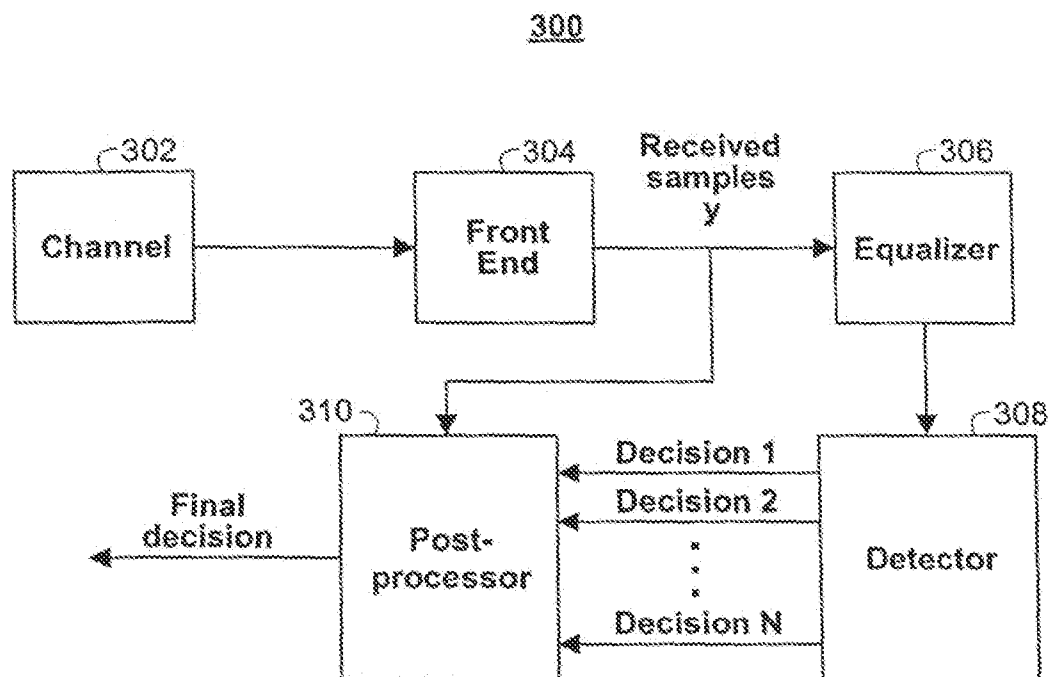 300
302
Channel
304
Front
End
Received
samples
y
306
Equalizer
310
Post-
processor
Final
decision
Decision 1
Decision 2
Decision N
308
Detector